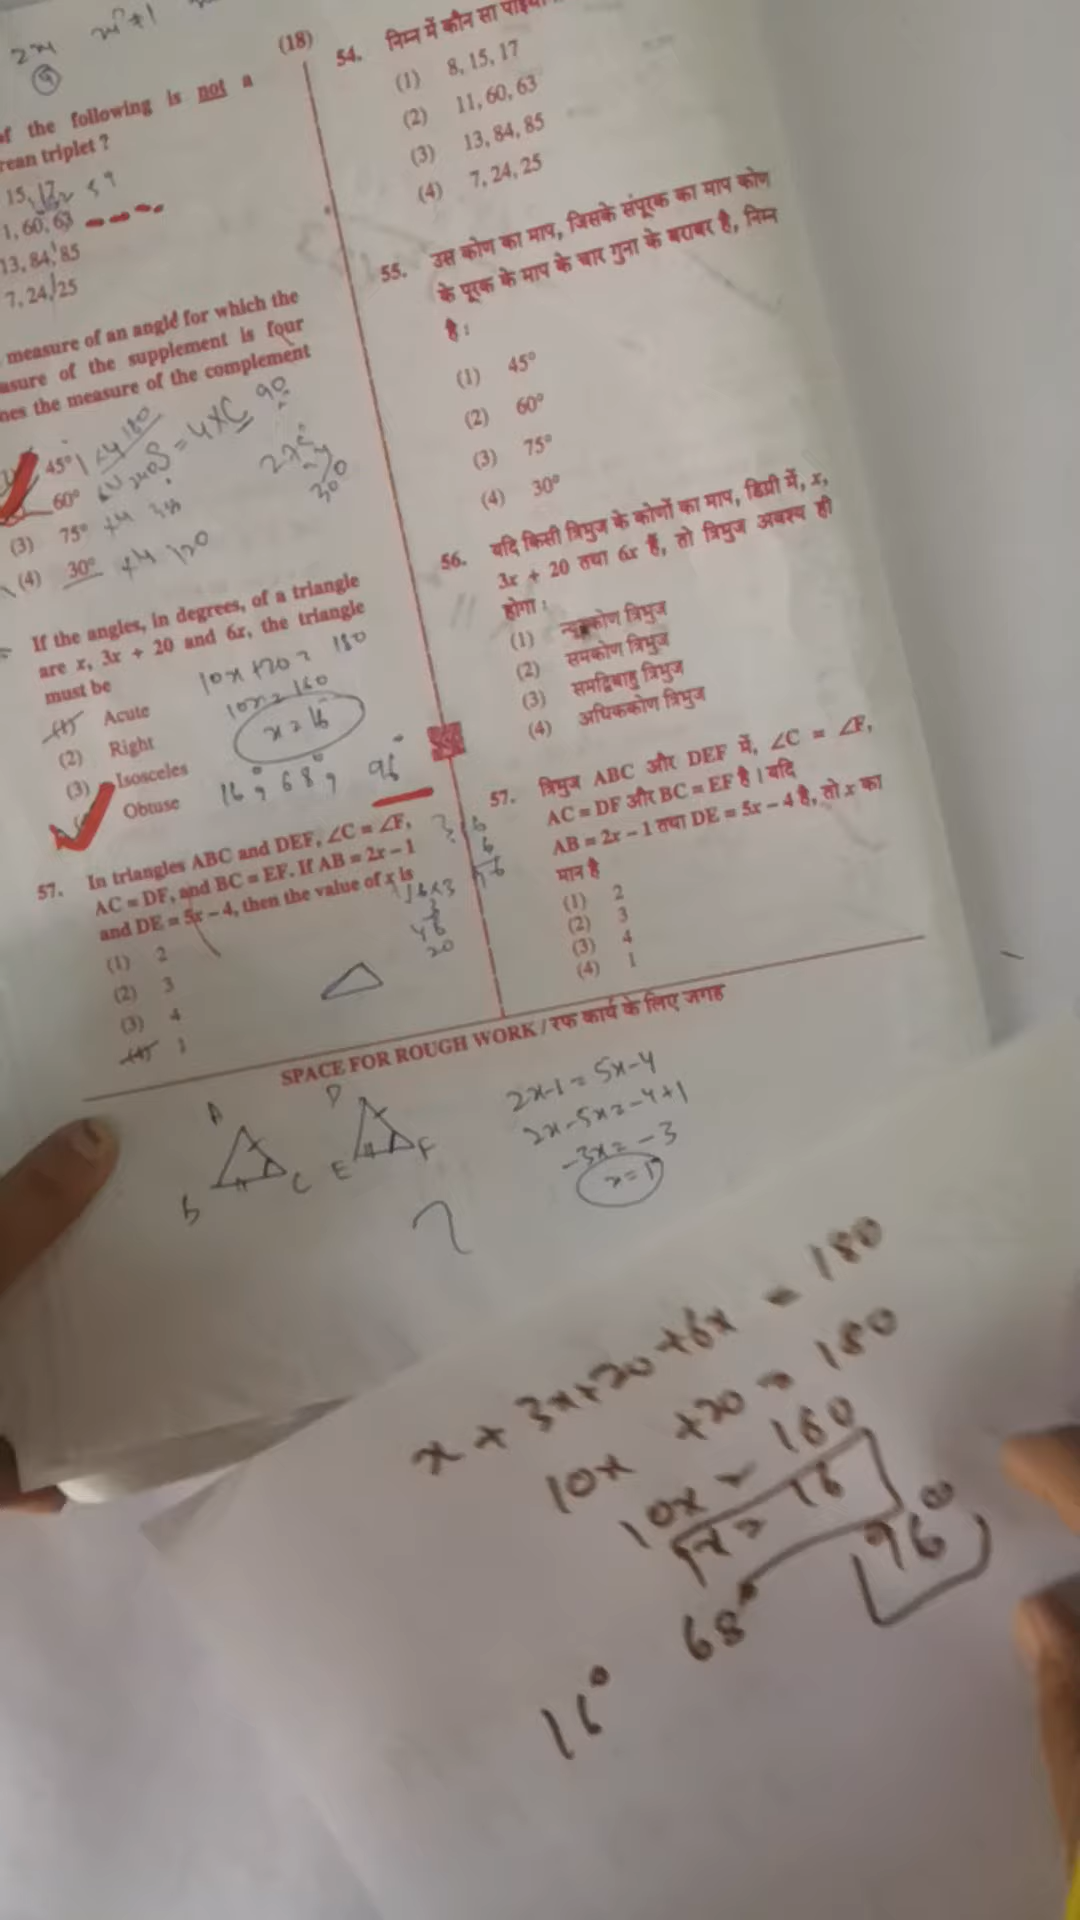 (18)
of the following is not a
rean triplet ?
15, 17
1, 60, 63
13, 84, 85
7, 24, 25
measure of an angle for which the
asure of the supplement is four
nes the measure of the complement
45°
60°
(3) 75°
(4) 30°
180
S = 4 × C 90
If the angles, in degrees, of a triangle
are x, 3x + 20 and 6x, the triangle
must be
(1) Acute
(2) Right
(3) Isosceles
Obtuse
10x + 20 = 180
10x = 160
x = 16
16°, 68°, 96°
57. In triangles ABC and DEF, ∠C = ∠F,
AC = DF, and BC = EF. If AB = 2x – 1
and DE = 5x – 4, then the value of x is
(1) 2
(2) 3
(3) 4
(4) 1
16×3
48
20
54. निम्न में कौन सा
(1) 8, 15, 17
(2) 11, 60, 63
(3) 13, 84, 85
(4) 7, 24, 25
55. उस कोण का माप, जिसके संपूरक का माप कोण
के पूरक के माप के चार गुना के बराबर है, निम्न
है :
(1) 45°
(2) 60°
(3) 75°
(4) 30°
56. यदि किसी त्रिभुज के कोणों का माप, डिग्री में, x,
3x + 20 तथा 6x हैं, तो त्रिभुज अवश्य ही
होगा :
(1) न्यूनकोण त्रिभुज
(2) समकोण त्रिभुज
(3) समद्विबाहु त्रिभुज
(4) अधिककोण त्रिभुज
57. त्रिभुज ABC और DEF में, ∠C = ∠F,
AC = DF और BC = EF है। यदि
AB = 2x – 1 तथा DE = 5x – 4 है, तो x का
मान है
(1) 2
(2) 3
(3) 4
(4) 1
SPACE FOR ROUGH WORK / रफ कार्य के लिए जगह
A
B C
D
E F
2x-1 = 5x-4
2x-5x = -4+1
-3x = -3
x = 1
x + 3x+20+6x = 180
10x +20 = 180
10x = 160
x = 16
16° 68° 96°